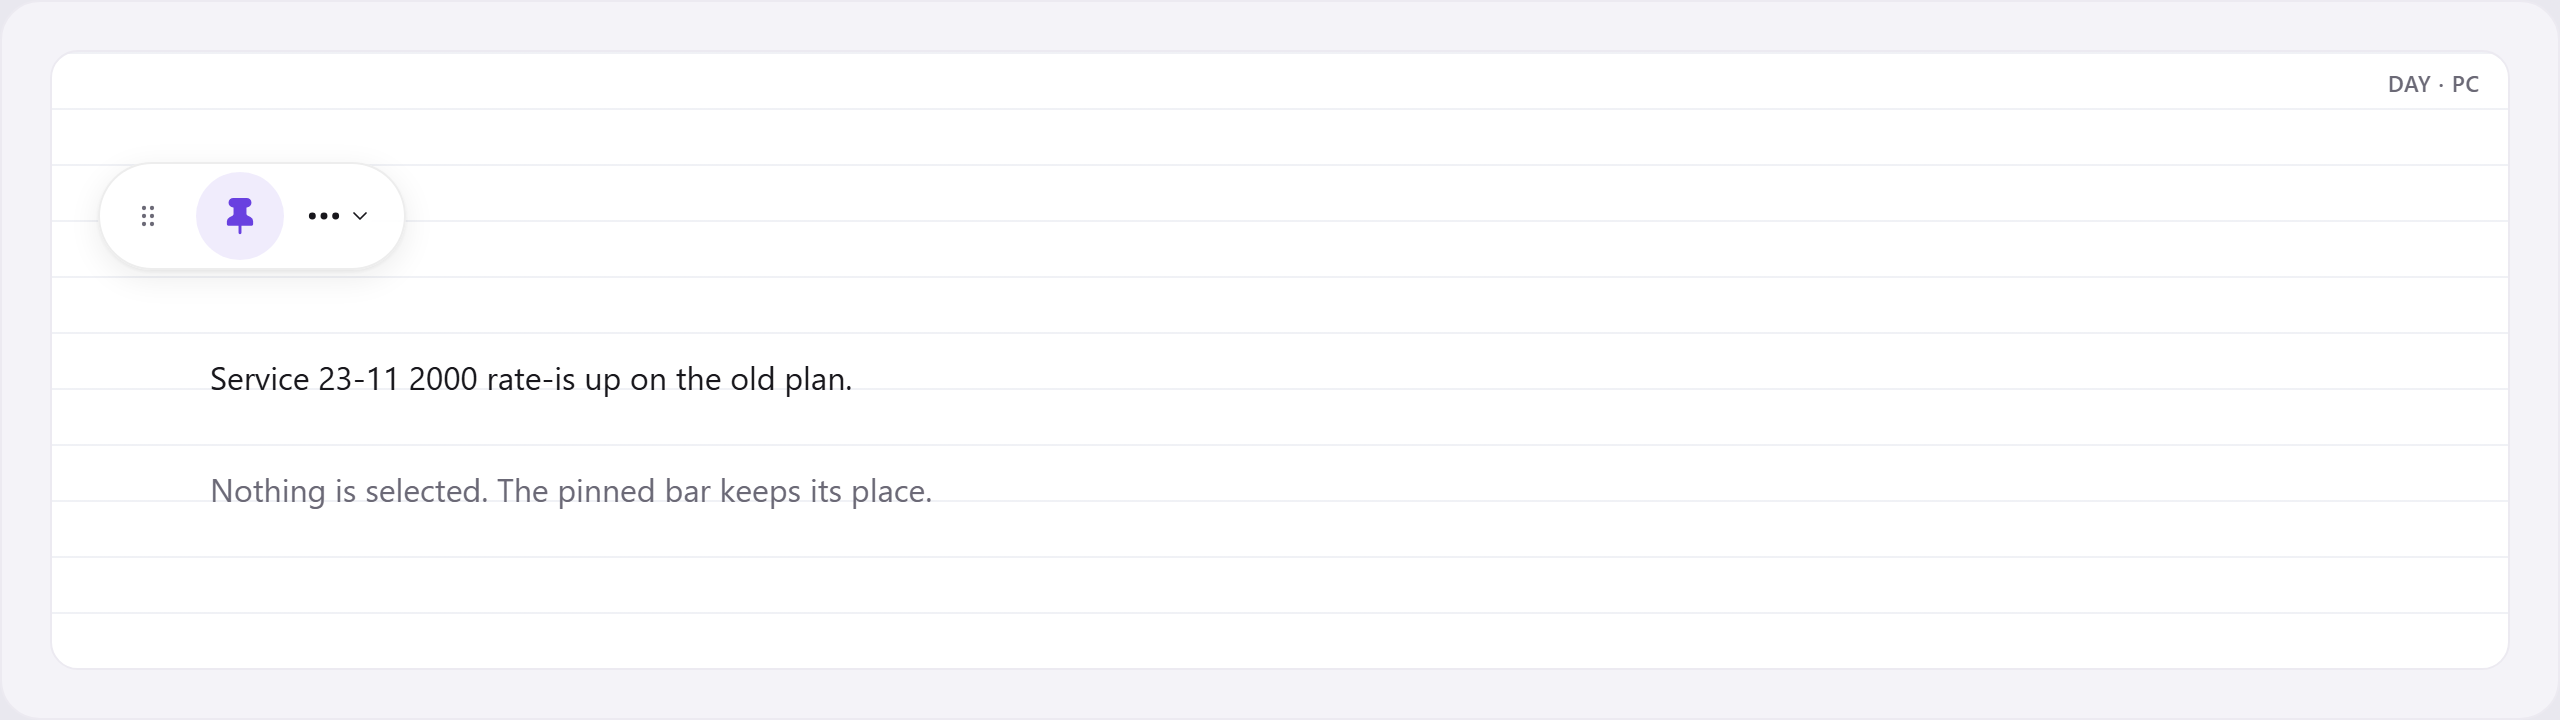 DAY · PC
Service 23-11 2000 rate-is up on the old plan.
Nothing is selected. The pinned bar keeps its place.